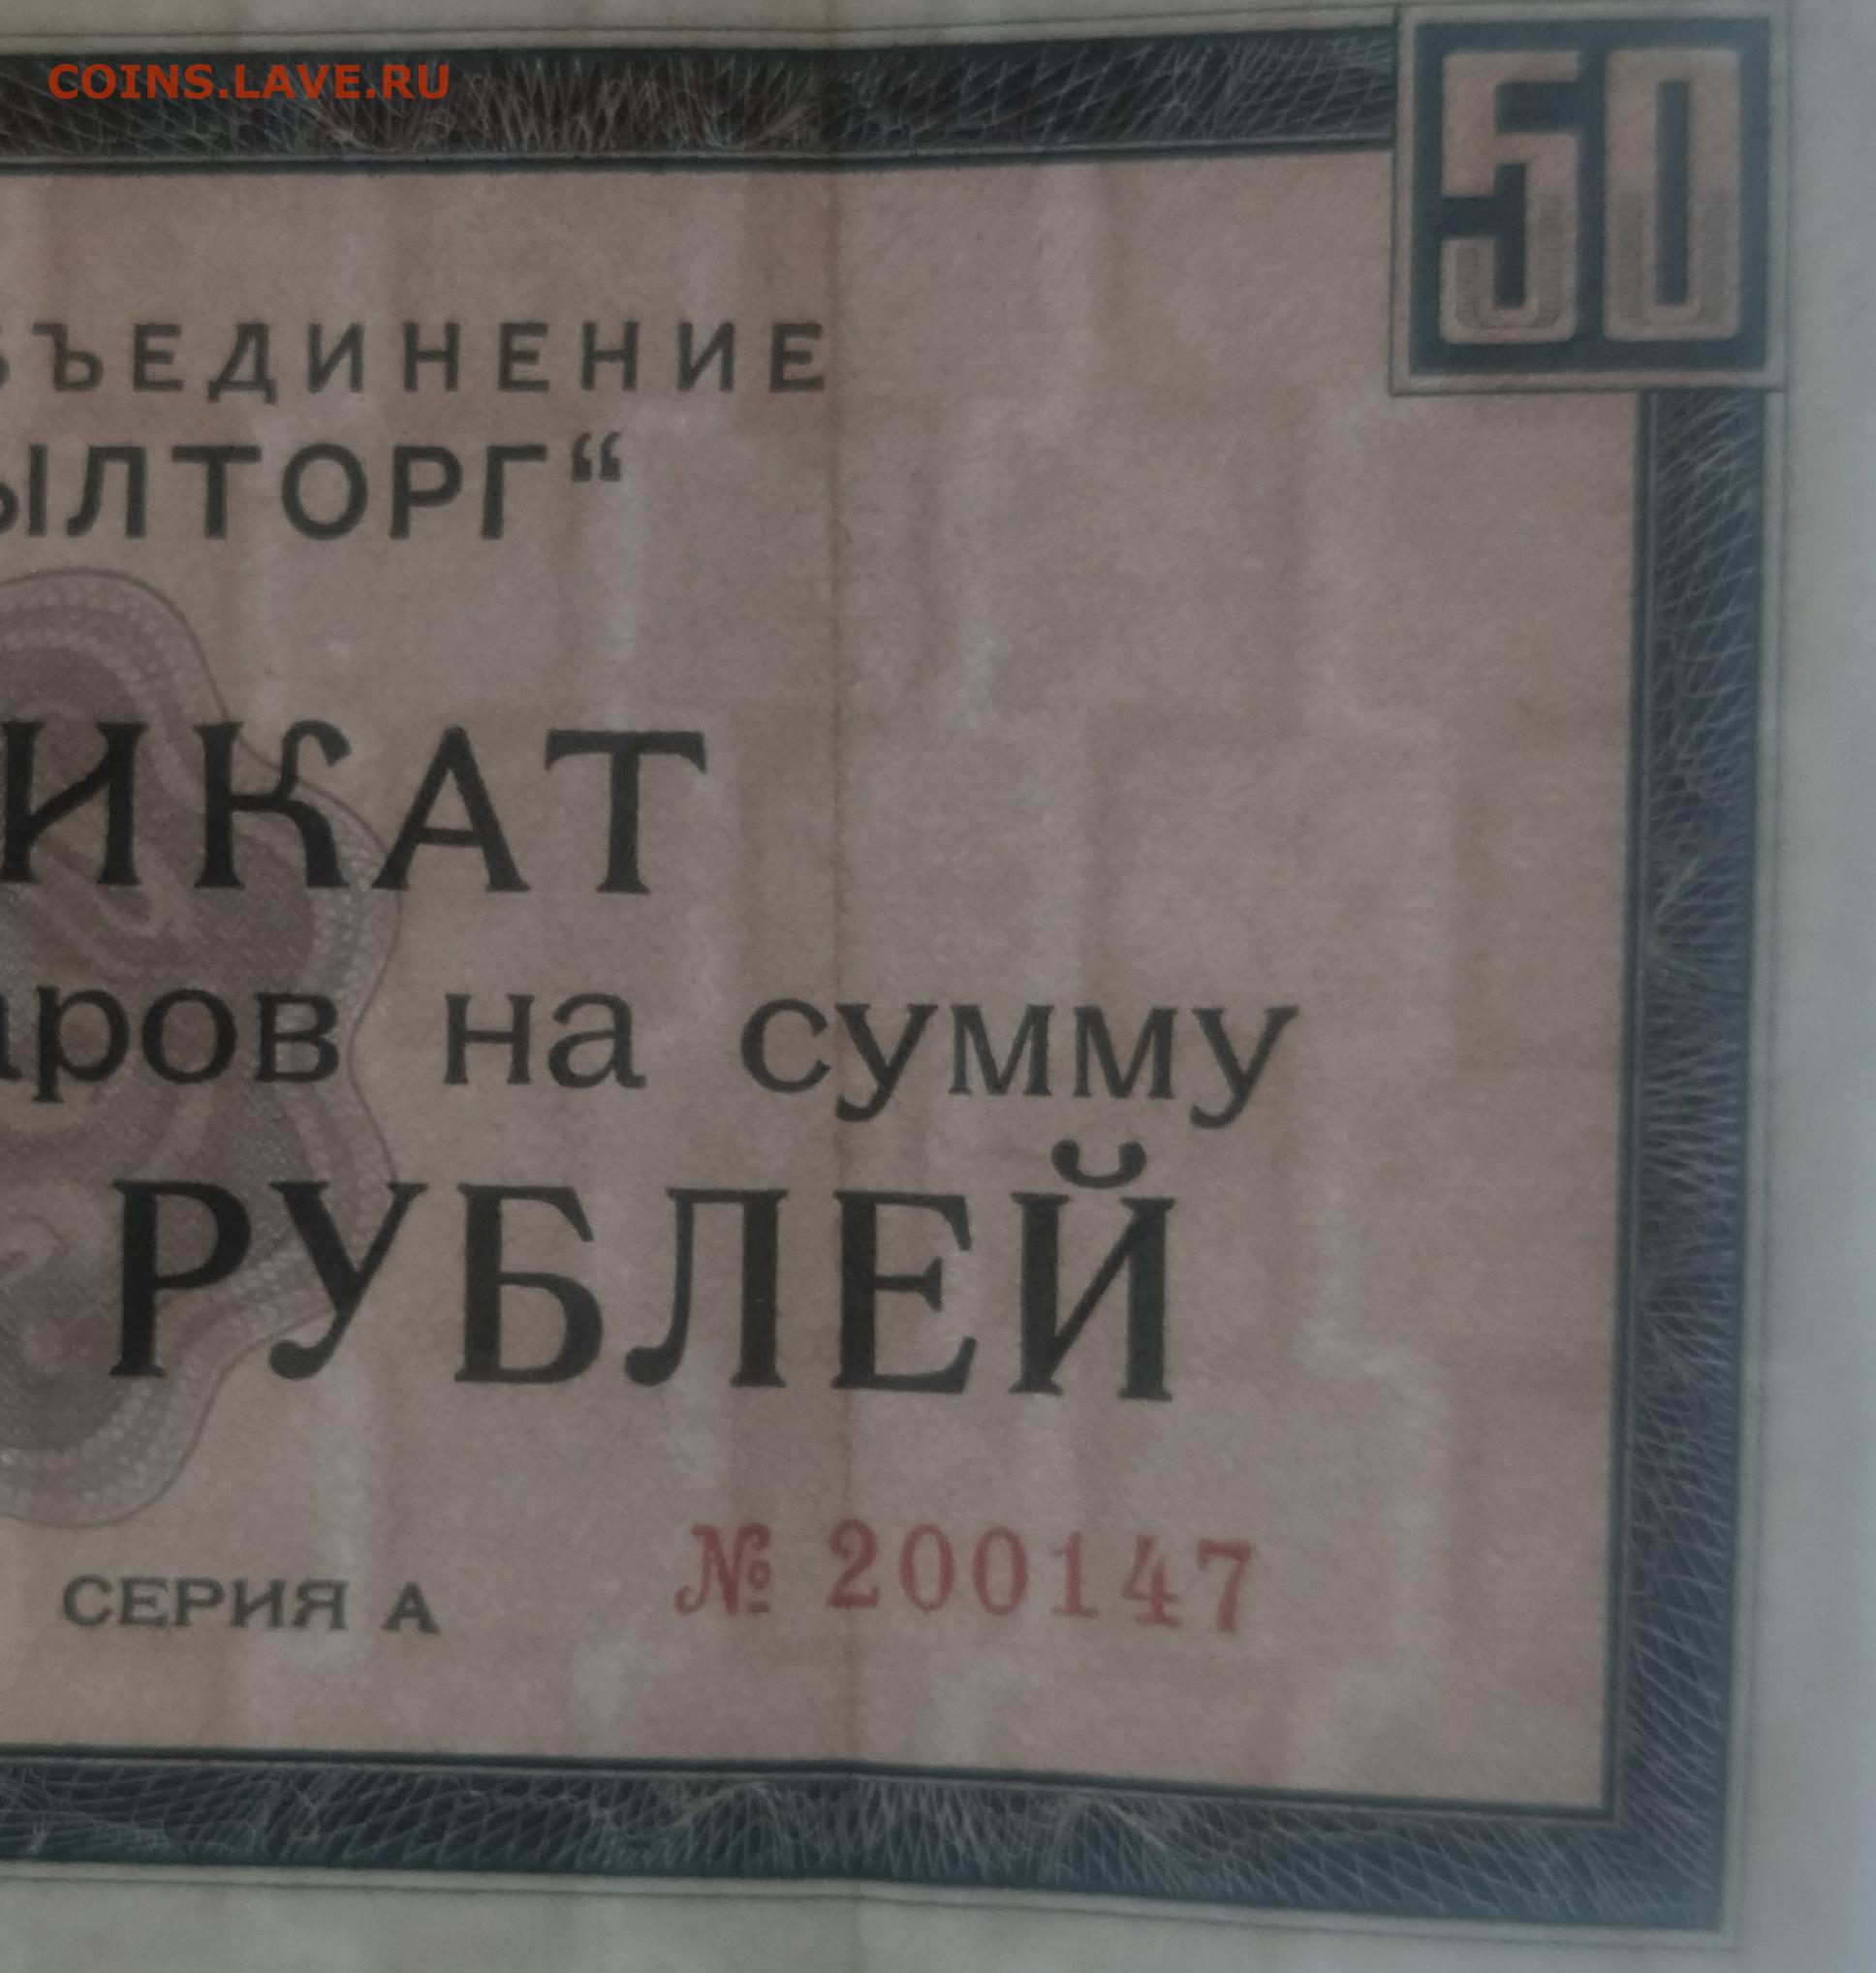 COINS.LAVE.RU
50
ЪЕДИНЕНИЕ
ЫЛТОРГ“
ИКАТ
аров на сумму
РУБЛЕЙ
СЕРИЯ А № 200147